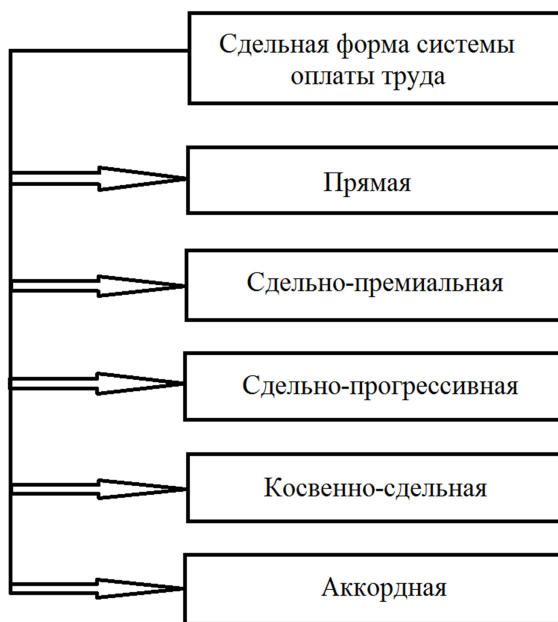 Сдельная форма системы
оплаты труда
Прямая
Сдельно-премиальная
Сдельно-прогрессивная
Косвенно-сдельная
Аккордная